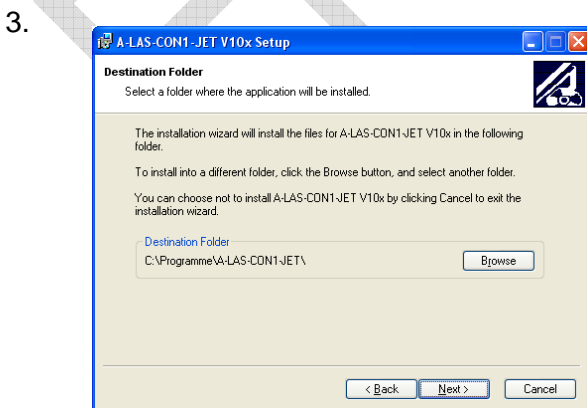 3.
A-LAS-CON1-JET V10x Setup
Destination Folder
Select a folder where the application will be installed.
The installation wizard will install the files for A-LAS-CON1-JET V10x in the following
folder.
To install into a different folder, click the Browse button, and select another folder.
You can choose not to install A-LAS-CON1-JET V10x by clicking Cancel to exit the
installation wizard.
Destination Folder
C:\Programme\A-LAS-CON1-JET\
Browse
< Back Next > Cancel